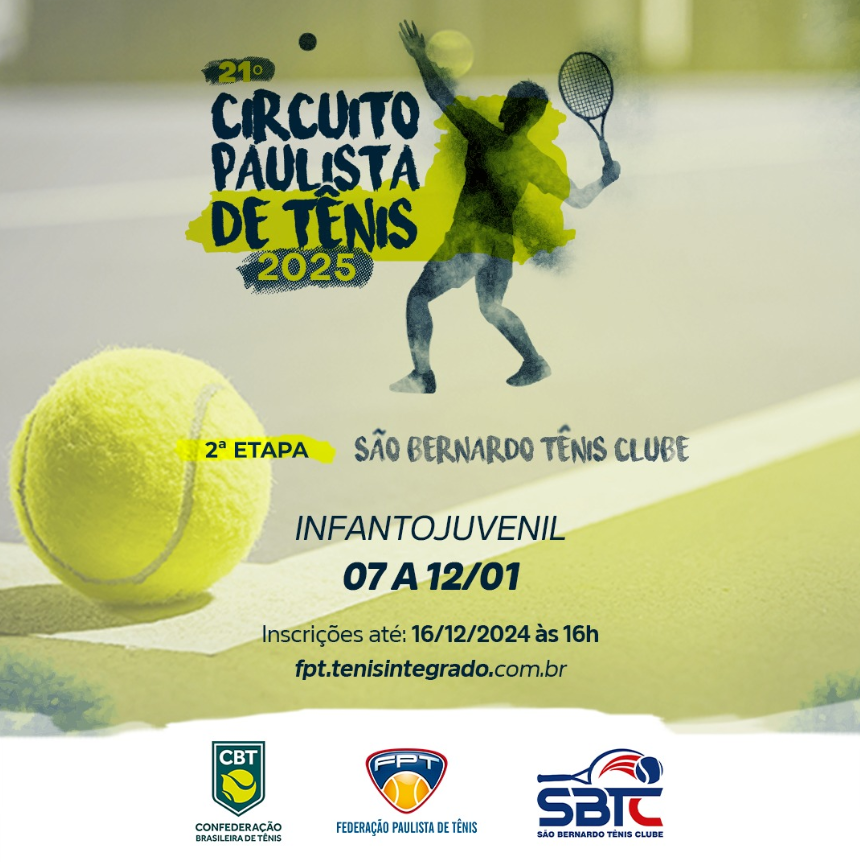 21º
CIRCUITO
PAULISTA
DE TÊNIS
2025
2ª ETAPA SÃO BERNARDO TÊNIS CLUBE
INFANTOJUVENIL
07 A 12/01
Inscrições até: 16/12/2024 às 16h
fpt.tenisintegrado.com.br
CBT
CONFEDERAÇÃO
BRASILEIRA DE TÊNIS
FPT
FEDERAÇÃO PAULISTA DE TÊNIS
SBTC
SÃO BERNARDO TÊNIS CLUBE